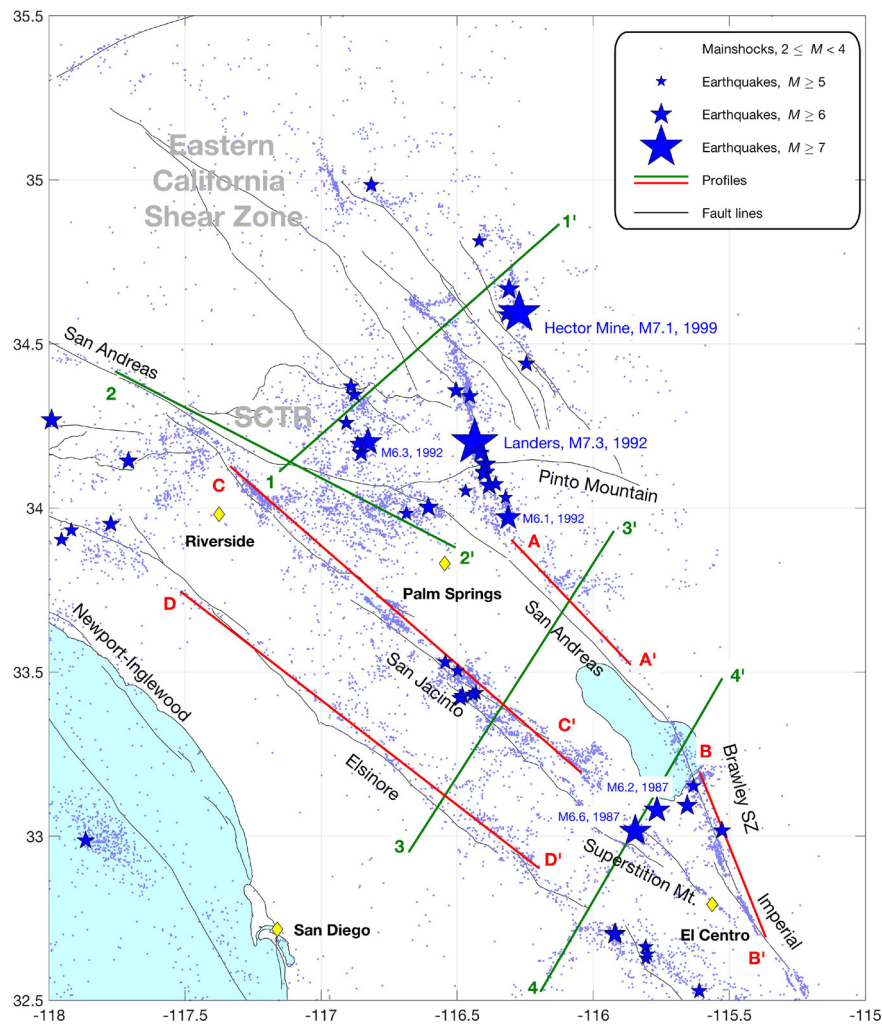 35.5
35
34.5
34
33.5
33
32.5
-118
-117.5
-117
-116.5
-116
-115.5
-115
Mainshocks, 2 ≤ M < 4
Earthquakes, M ≥ 5
Earthquakes, M ≥ 6
Earthquakes, M ≥ 7
Profiles
Fault lines
Eastern
California
Shear Zone
1'
Hector Mine, M7.1, 1999
San Andreas
2
SCTR
Landers, M7.3, 1992
M6.3, 1992
C
1
Pinto Mountain
M6.1, 1992
Riverside
2'
A
3'
Palm Springs
D
San Andreas
Newport-Inglewood
A'
San Jacinto
4'
C'
B
Brawley SZ
Elsinore
M6.2, 1987
M6.6, 1987
3
D'
Superstition Mt.
San Diego
El Centro
Imperial
B'
4